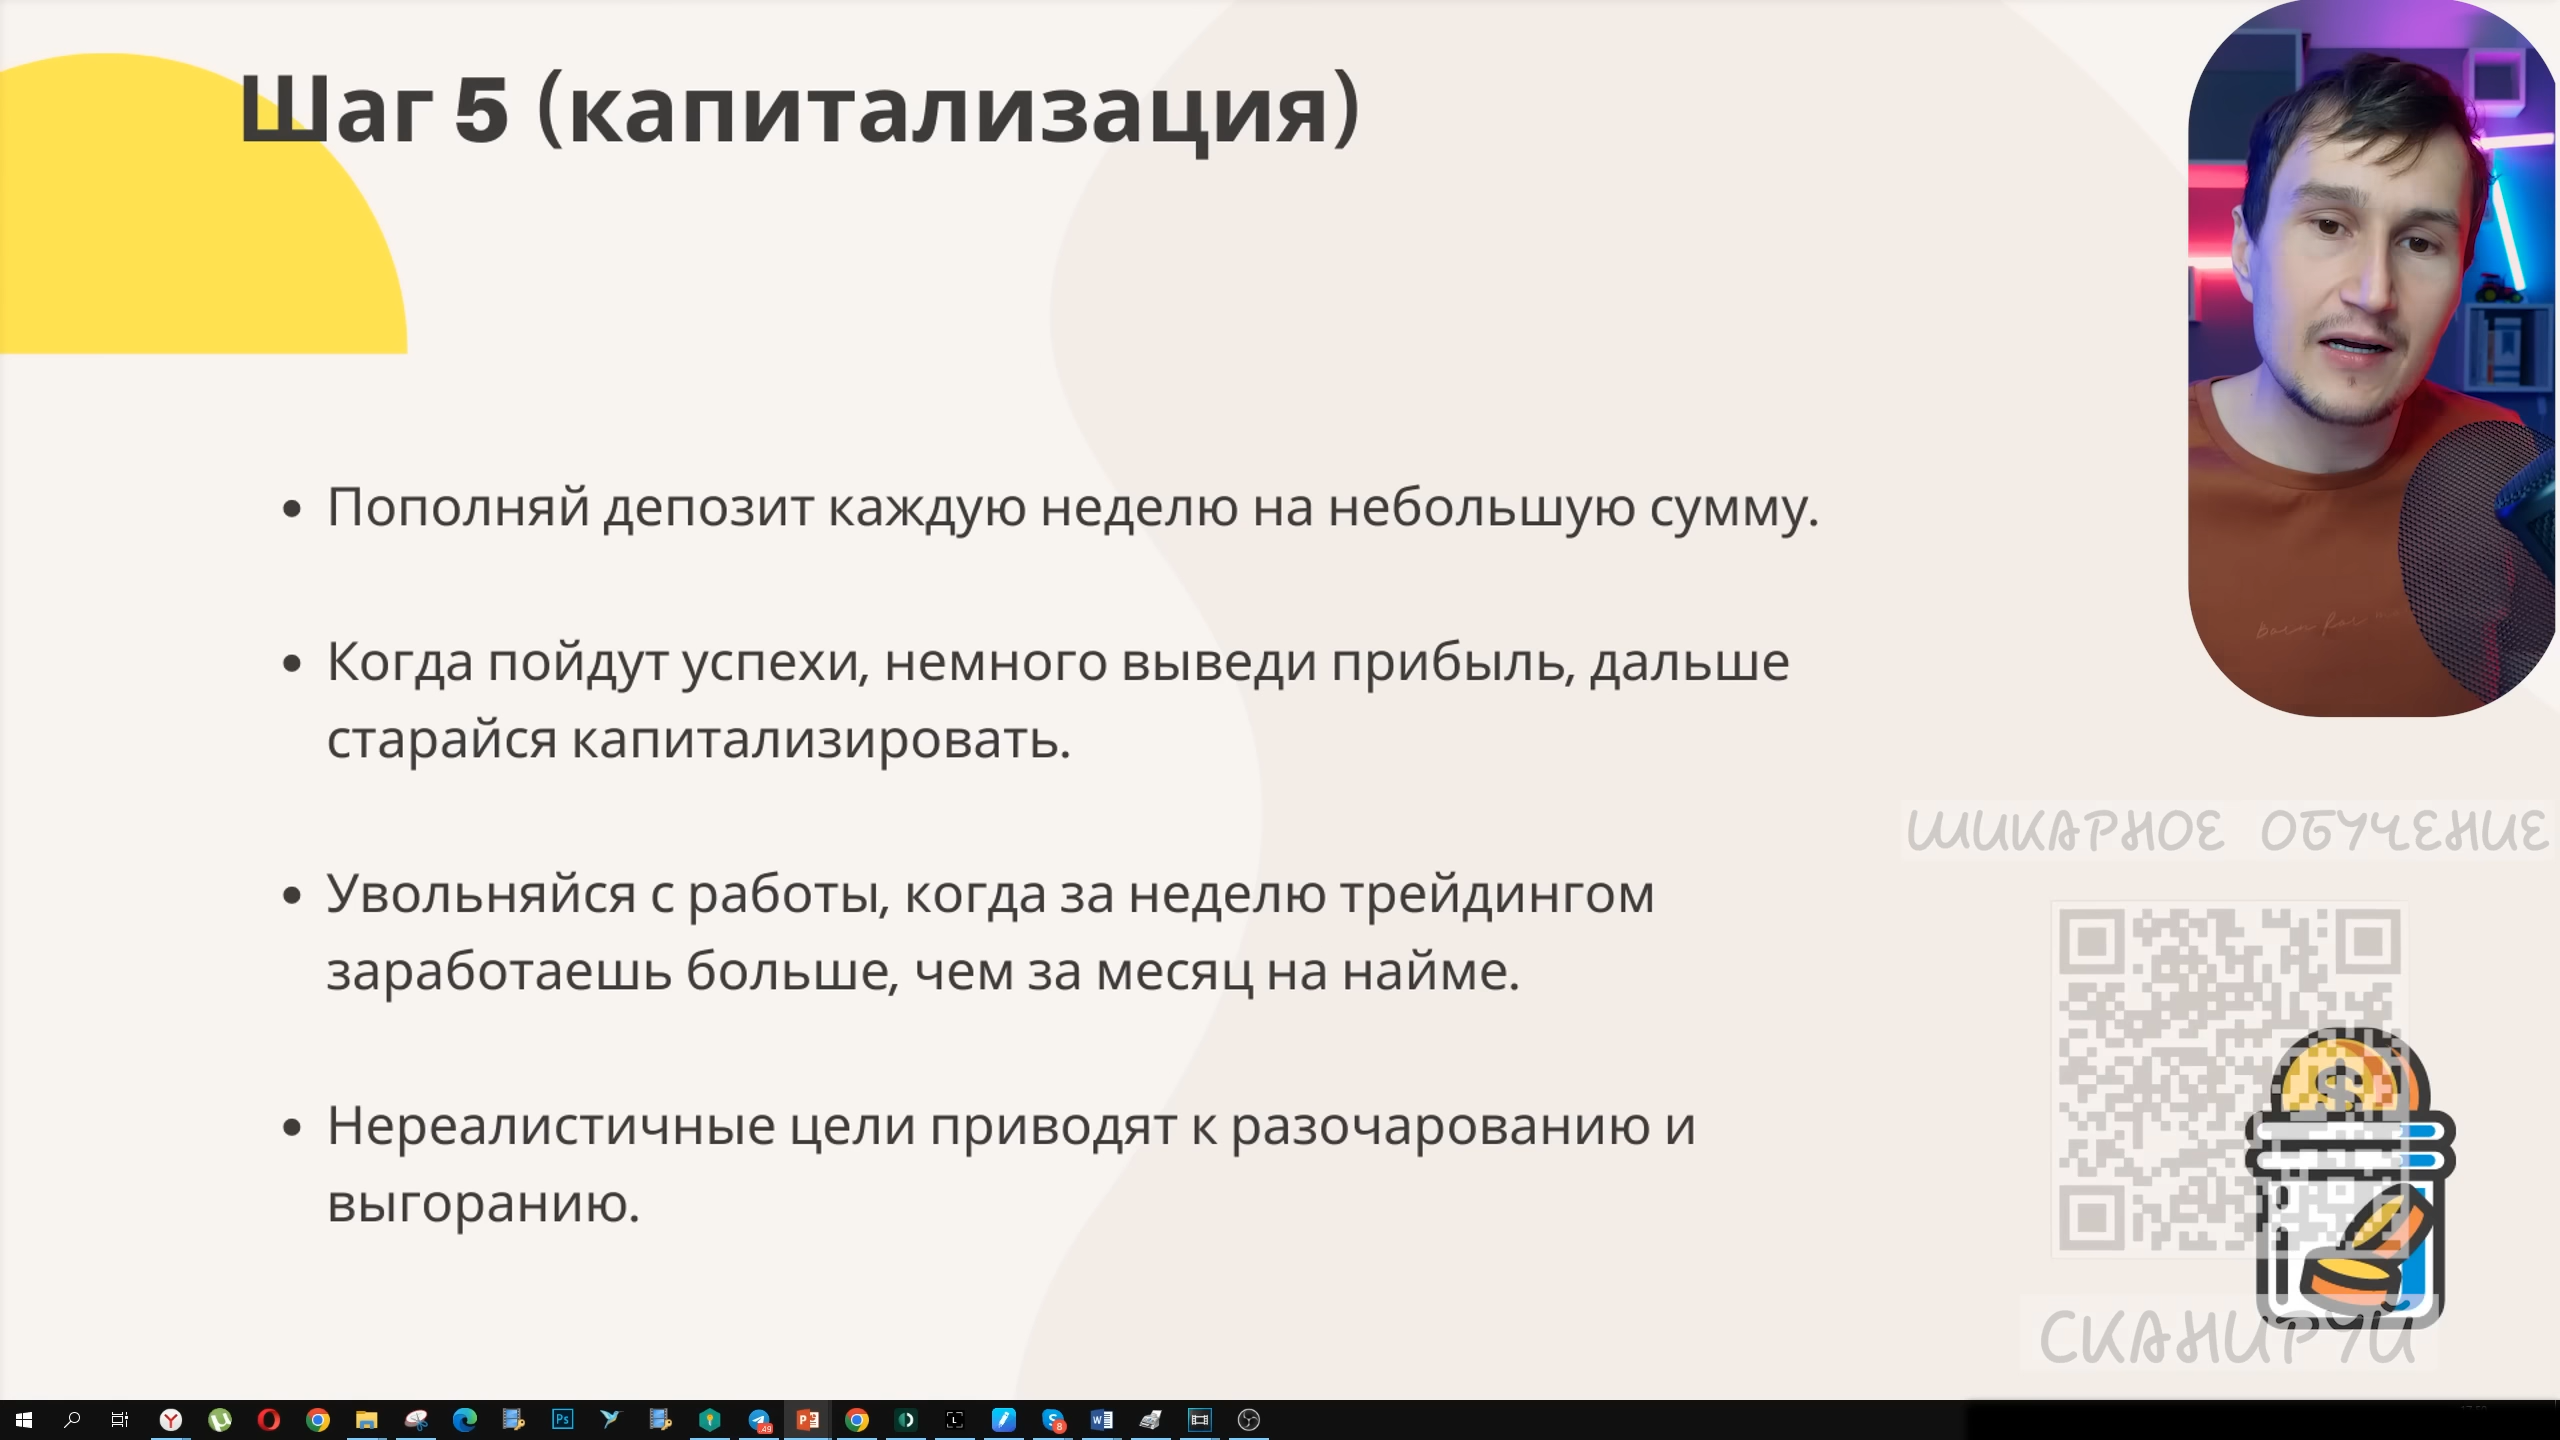 Шаг 5 (капитализация)
• Пополняй депозит каждую неделю на небольшую сумму.
• Когда пойдут успехи, немного выведи прибыль, дальше
старайся капитализировать.
• Увольняйся с работы, когда за неделю трейдингом
заработаешь больше, чем за месяц на найме.
• Нереалистичные цели приводят к разочарованию и
выгоранию.
ШИКАРНОЕ ОБУЧЕНИЕ
СКАНИРУЙ